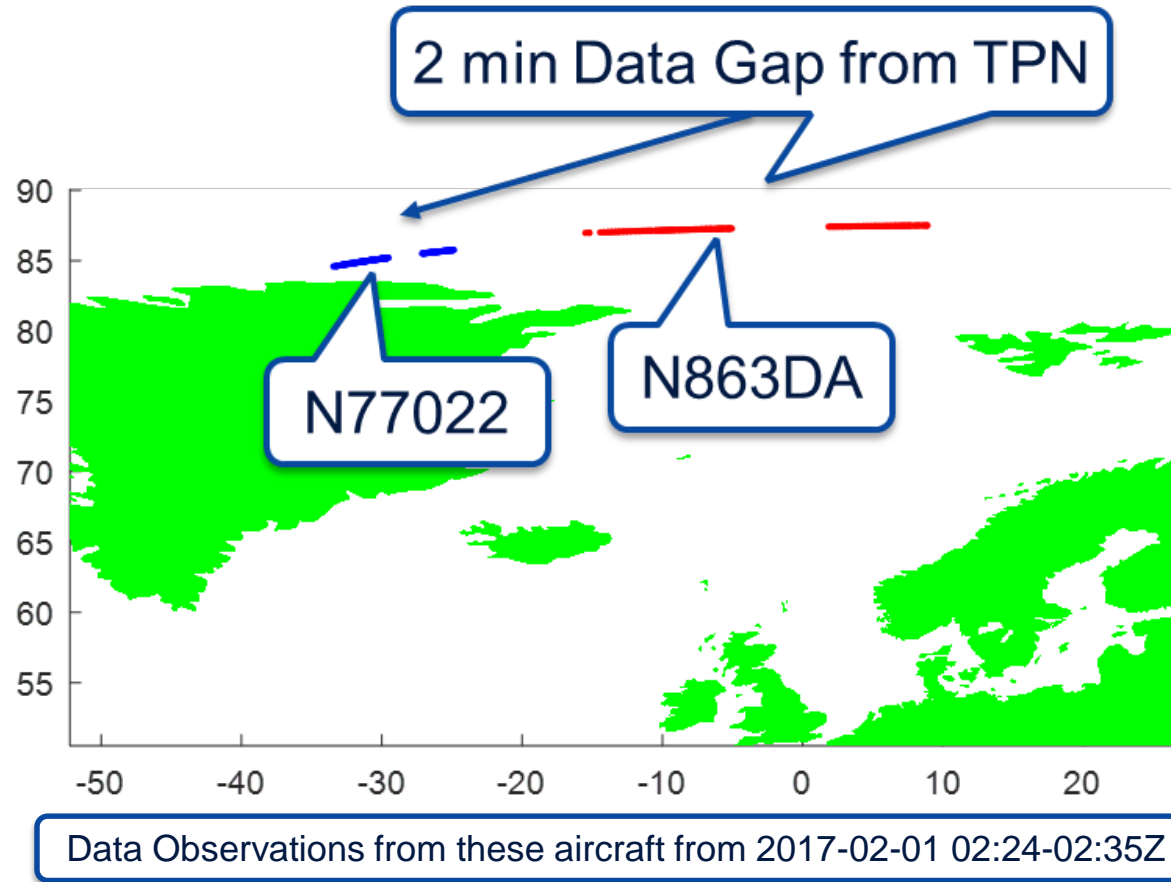 2 min Data Gap from TPN
90
85
80
75
70
65
60
55
N77022
N863DA
-50 -40 -30 -20 -10 0 10 20
Data Observations from these aircraft from 2017-02-01 02:24-02:35Z